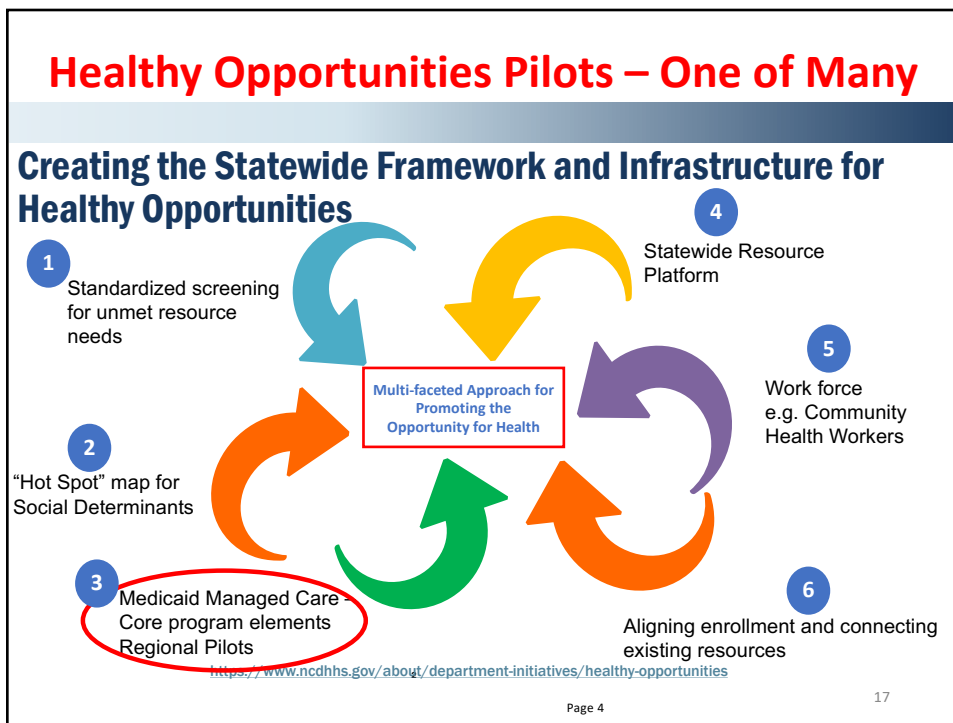 Healthy Opportunities Pilots – One of Many
Creating the Statewide Framework and Infrastructure for
Healthy Opportunities
1
Standardized screening
for unmet resource
needs
2
“Hot Spot” map for
Social Determinants
3
Medicaid Managed Care -
Core program elements
Regional Pilots
Multi-faceted Approach for
Promoting the
Opportunity for Health
4
Statewide Resource
Platform
5
Work force
e.g. Community
Health Workers
6
Aligning enrollment and connecting
existing resources
https://www.ncdhhs.gov/about/department-initiatives/healthy-opportunities
Page 4
17